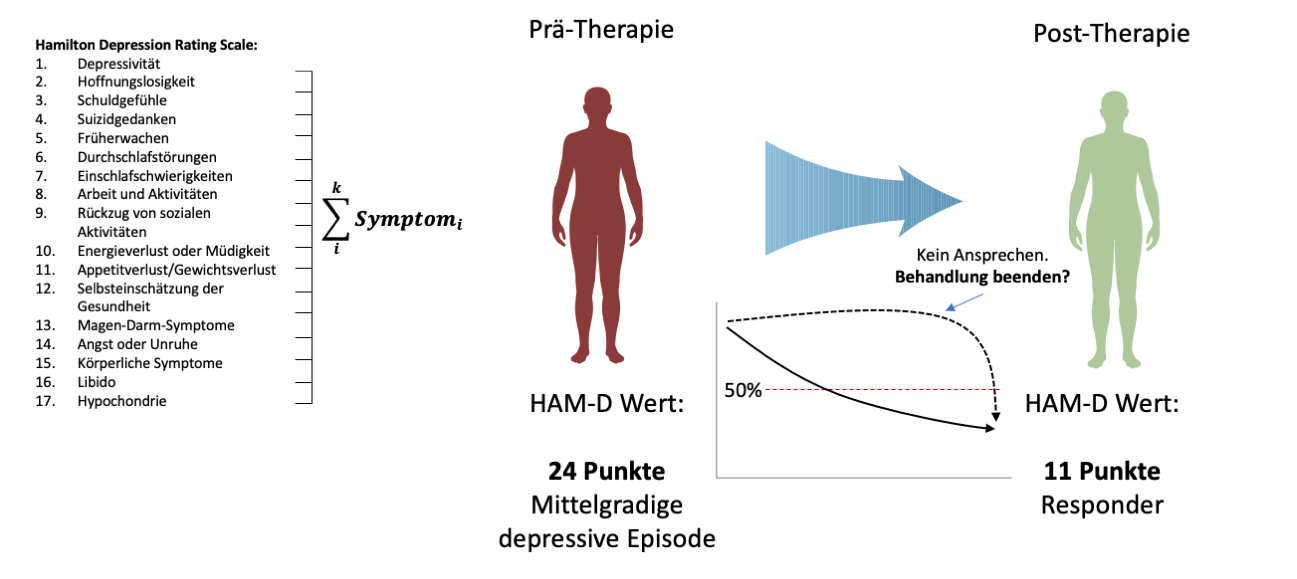 Hamilton Depression Rating Scale:
1. Depressivität
2. Hoffnungslosigkeit
3. Schuldgefühle
4. Suizidgedanken
5. Früherwachen
6. Durchschlafstörungen
7. Einschlafschwierigkeiten
8. Arbeit und Aktivitäten
9. Rückzug von sozialen
Aktivitäten
10. Energieverlust oder Müdigkeit
11. Appetitverlust/Gewichtsverlust
12. Selbsteinschätzung der
Gesundheit
13. Magen-Darm-Symptome
14. Angst oder Unruhe
15. Körperliche Symptome
16. Libido
17. Hypochondrie
k
∑ Symptom_i
i
Prä-Therapie
HAM-D Wert:
24 Punkte
Mittelgradige
depressive Episode
Kein Ansprechen.
Behandlung beenden?
50%
Post-Therapie
HAM-D Wert:
11 Punkte
Responder